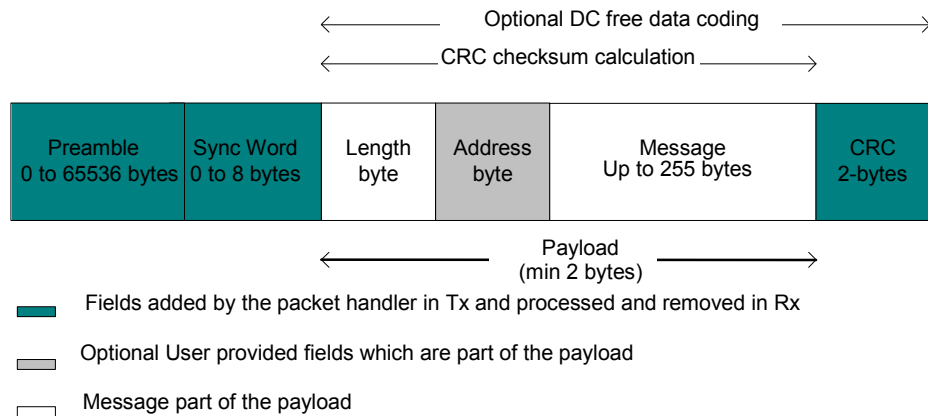 Optional DC free data coding
CRC checksum calculation
Preamble
0 to 65536 bytes
Sync Word
0 to 8 bytes
Length
byte
Address
byte
Message
Up to 255 bytes
CRC
2-bytes
Payload
(min 2 bytes)
Fields added by the packet handler in Tx and processed and removed in Rx
Optional User provided fields which are part of the payload
Message part of the payload